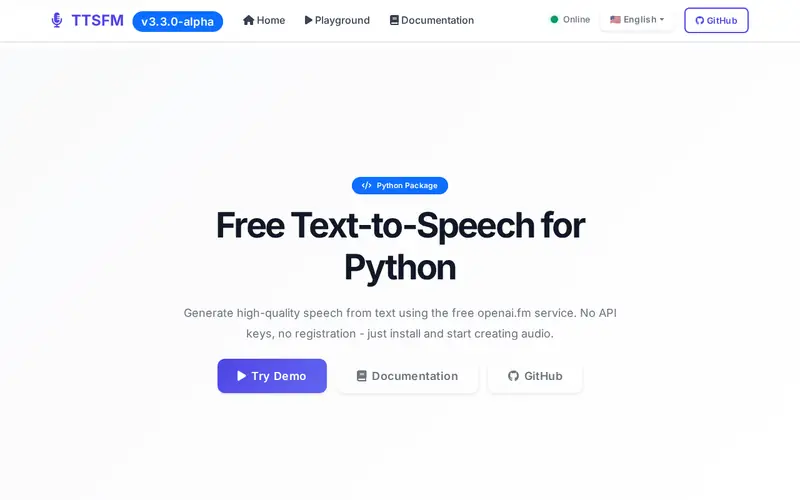 TTSFM v3.3.0-alpha Home Playground Documentation Online English GitHub
Python Package
Free Text-to-Speech for
Python
Generate high-quality speech from text using the free openai.fm service. No API
keys, no registration - just install and start creating audio.
Try Demo Documentation GitHub